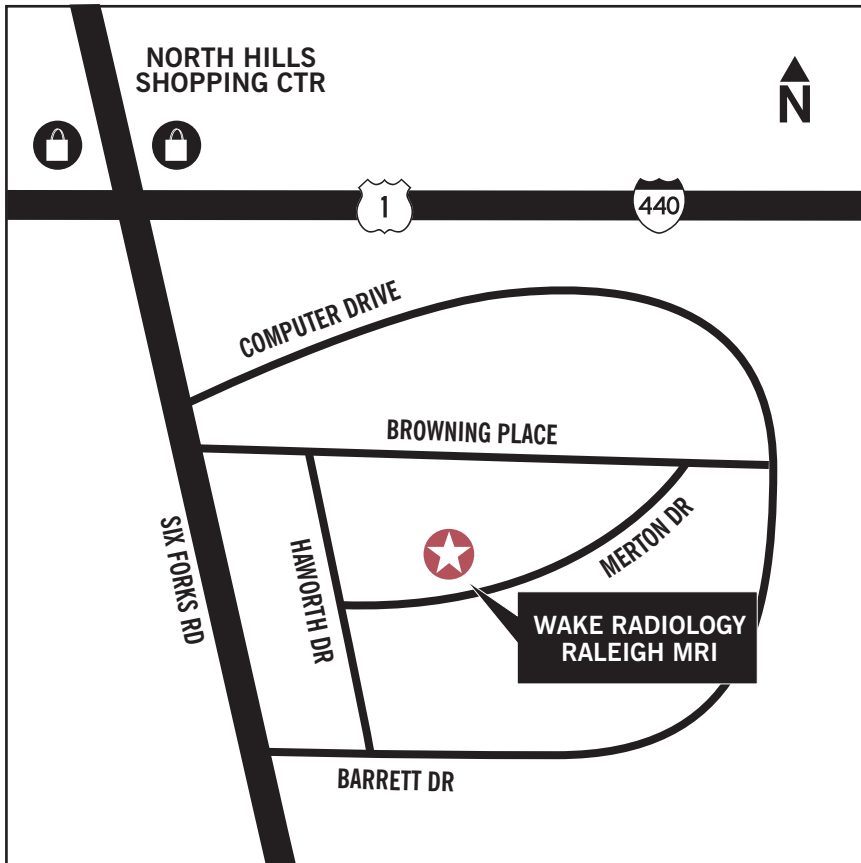 NORTH HILLS
SHOPPING CTR
N
1
440
COMPUTER DRIVE
BROWNING PLACE
SIX FORKS RD
HAWORTH DR
MERTON DR
WAKE RADIOLOGY
RALEIGH MRI
BARRETT DR